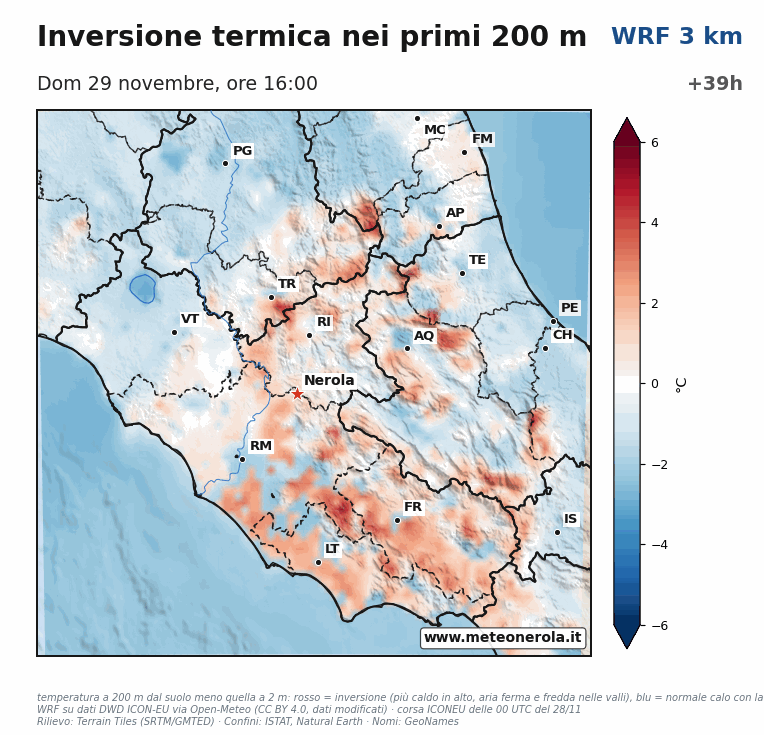 Inversione termica nei primi 200 m WRF 3 km
Dom 29 novembre, ore 16:00 +39h
MC
FM
PG
AP
TE
TR
PE
VT
RI
AQ
CH
Nerola
RM
FR
IS
LT
www.meteonerola.it
6
4
2
0
−2
−4
−6
°C
temperatura a 200 m dal suolo meno quella a 2 m: rosso = inversione (più caldo in alto, aria ferma e fredda nelle valli), blu = normale calo con la
WRF su dati DWD ICON-EU via Open-Meteo (CC BY 4.0, dati modificati) · corsa ICONEU delle 00 UTC del 28/11
Rilievo: Terrain Tiles (SRTM/GMTED) · Confini: ISTAT, Natural Earth · Nomi: GeoNames